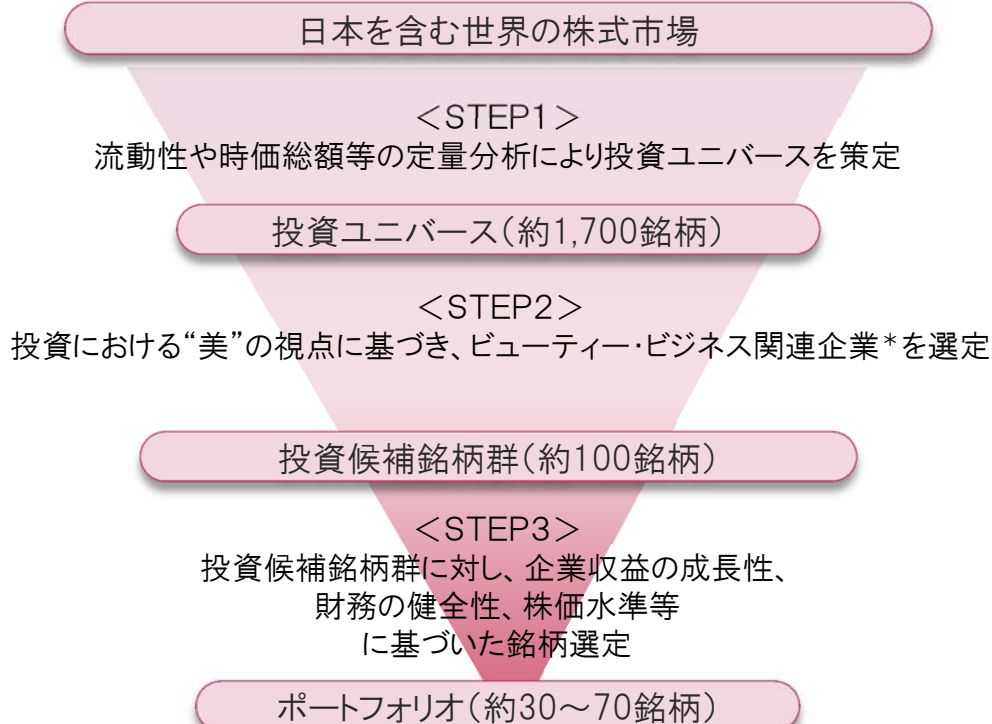 日本を含む世界の株式市場
＜STEP1＞
流動性や時価総額等の定量分析により投資ユニバースを策定
投資ユニバース（約1,700銘柄）
＜STEP2＞
投資における“美”の視点に基づき、ビューティー・ビジネス関連企業＊を選定
投資候補銘柄群（約100銘柄）
＜STEP3＞
投資候補銘柄群に対し、企業収益の成長性、
財務の健全性、株価水準等
に基づいた銘柄選定
ポートフォリオ（約30～70銘柄）